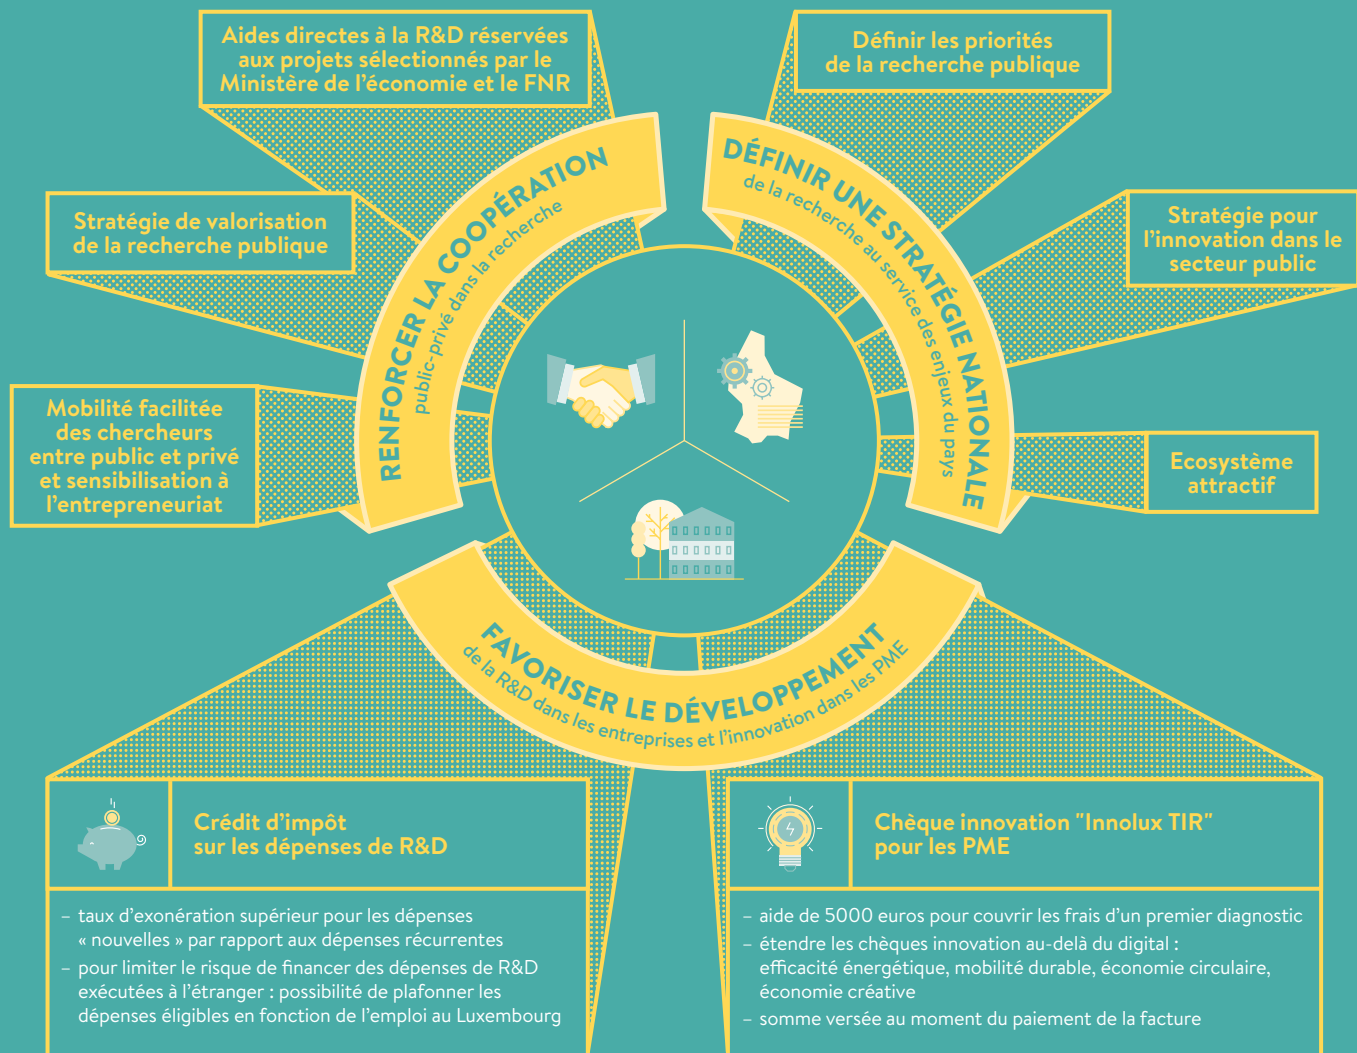 Aides directes à la R&D réservées
aux projets sélectionnés par le
Ministère de l'économie et le FNR
Définir les priorités
de la recherche publique
Stratégie de valorisation
de la recherche publique
Stratégie pour
l'innovation dans le
secteur public
Mobilité facilitée
des chercheurs
entre public et privé
et sensibilisation à
l'entrepreneuriat
Ecosystème
attractif
RENFORCER LA COOPÉRATION
public-privé dans la recherche
DÉFINIR UNE STRATÉGIE NATIONALE
de la recherche au service des enjeux du pays
FAVORISER LE DÉVELOPPEMENT
de la R&D dans les entreprises et l'innovation dans les PME
Crédit d'impôt
sur les dépenses de R&D
– taux d'exonération supérieur pour les dépenses
« nouvelles » par rapport aux dépenses récurrentes
– pour limiter le risque de financer des dépenses de R&D
exécutées à l'étranger : possibilité de plafonner les
dépenses éligibles en fonction de l'emploi au Luxembourg
Chèque innovation "Innolux TIR"
pour les PME
– aide de 5000 euros pour couvrir les frais d'un premier diagnostic
– étendre les chèques innovation au-delà du digital :
efficacité énergétique, mobilité durable, économie circulaire,
économie créative
– somme versée au moment du paiement de la facture